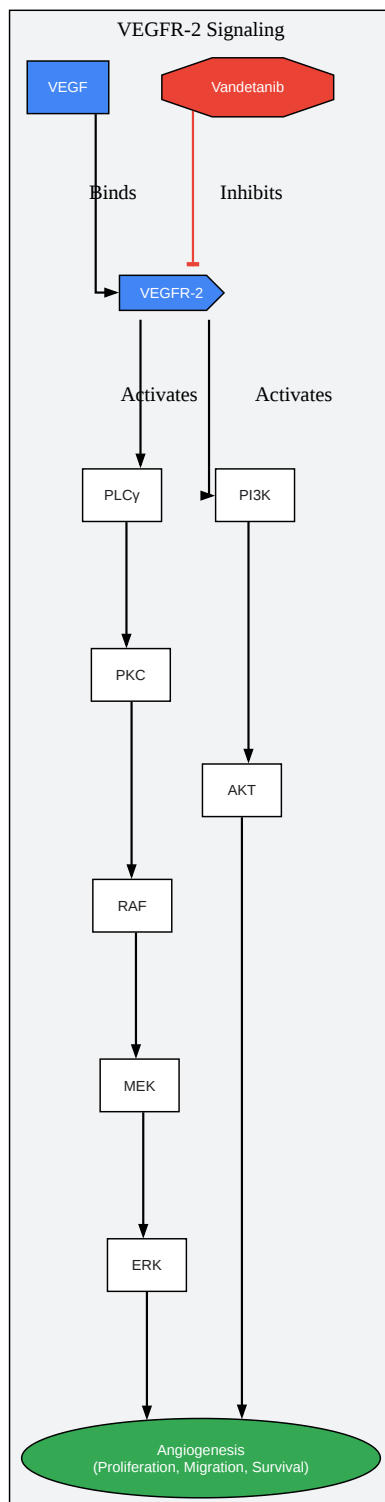 VEGFR-2 Signaling
VEGF
Vandetanib
Binds
Inhibits
VEGFR-2
Activates
Activates
PLCγ
PI3K
PKC
AKT
RAF
MEK
ERK
Angiogenesis
(Proliferation, Migration, Survival)